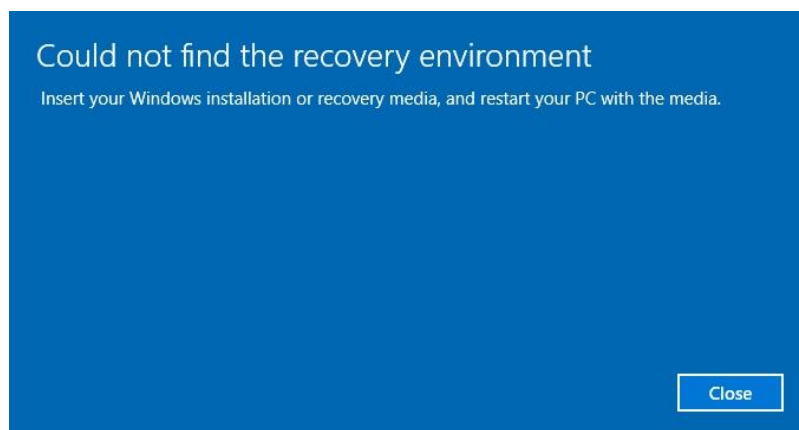 Could not find the recovery environment
Insert your Windows installation or recovery media, and restart your PC with the media.
Close